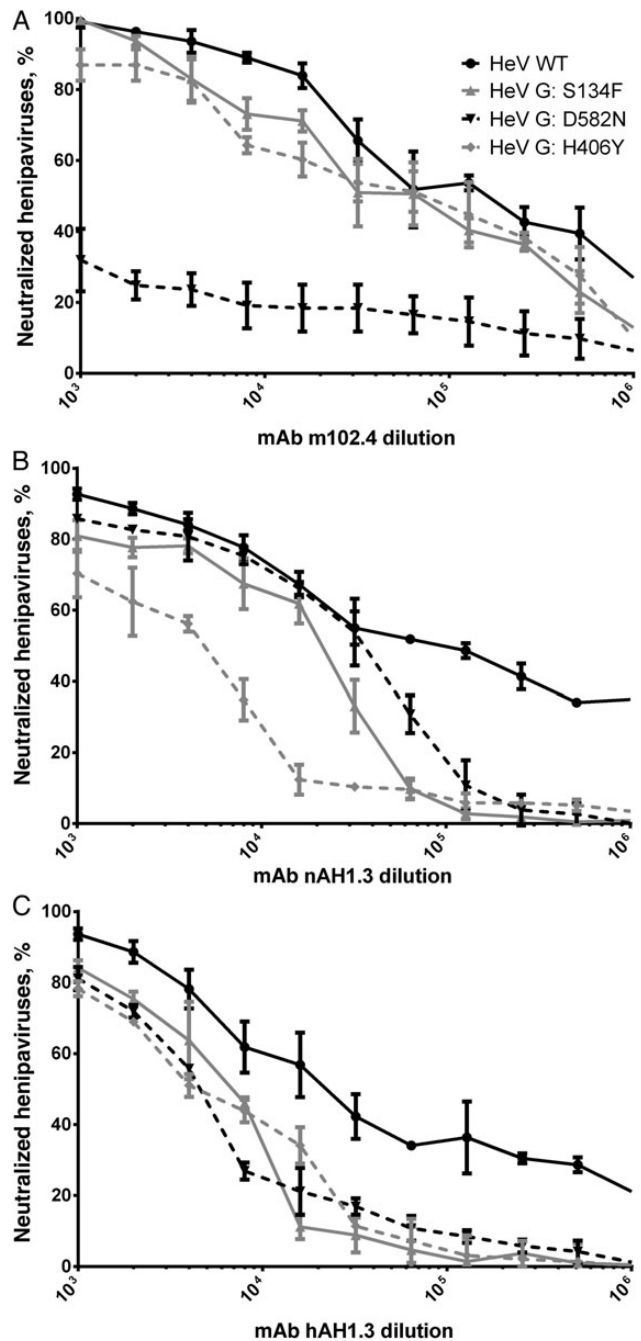 A
Neutralized henipaviruses, %
100
80
60
40
20
0
HeV WT
HeV G: S134F
HeV G: D582N
HeV G: H406Y
10³
10⁴
10⁵
10⁶
mAb m102.4 dilution
B
Neutralized henipaviruses, %
100
80
60
40
20
0
10³
10⁴
10⁵
10⁶
mAb nAH1.3 dilution
C
Neutralized henipaviruses, %
100
80
60
40
20
0
10³
10⁴
10⁵
10⁶
mAb hAH1.3 dilution